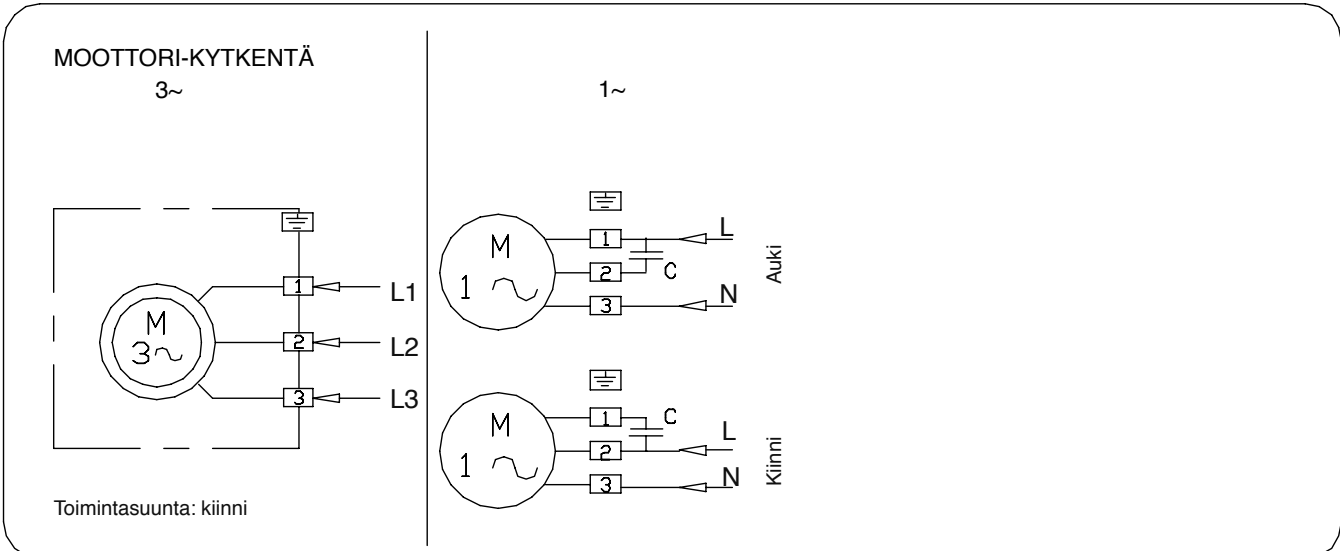 MOOTTORI-KYTKENTÄ
3~
M
3
1
L1
2
L2
3
L3
Toimintasuunta: kiinni
1~
M
1
1
L
2
C
3
N
Auki
M
1
1
C
2
L
3
N
Kiinni